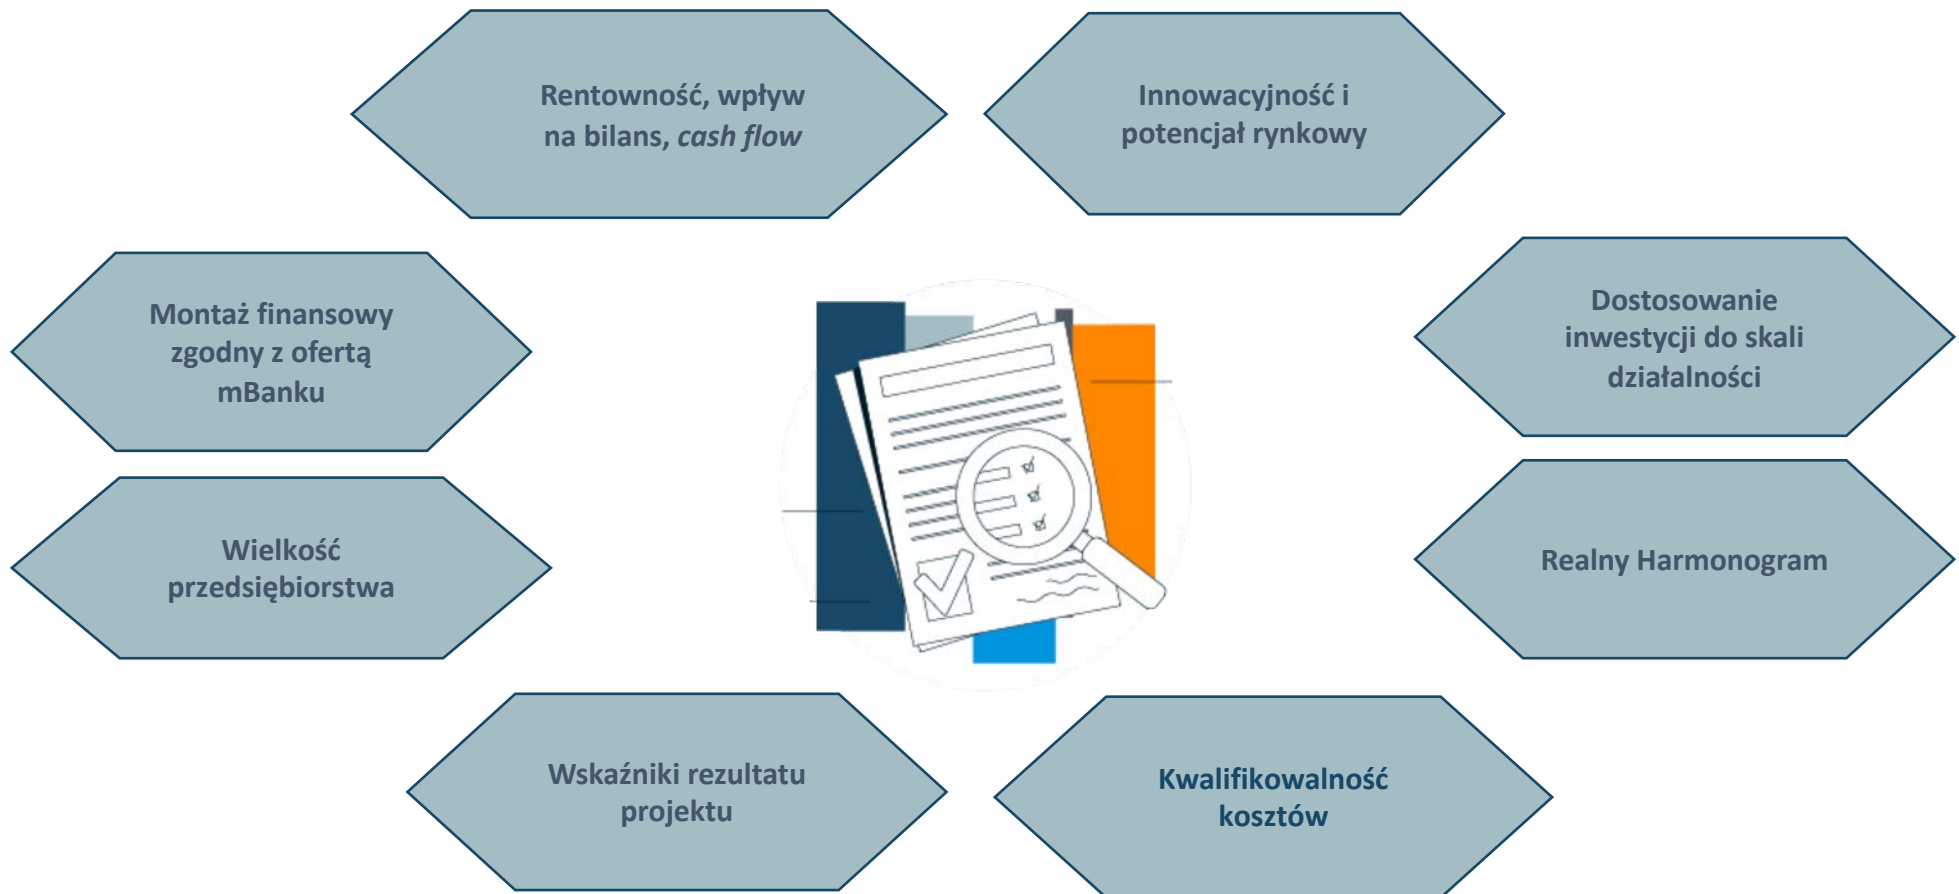 Rentowność, wpływ
na bilans, cash flow
Innowacyjność i
potencjał rynkowy
Montaż finansowy
zgodny z ofertą
mBanku
Dostosowanie
inwestycji do skali
działalności
Wielkość
przedsiębiorstwa
Realny Harmonogram
Wskaźniki rezultatu
projektu
Kwalifikowalność
kosztów